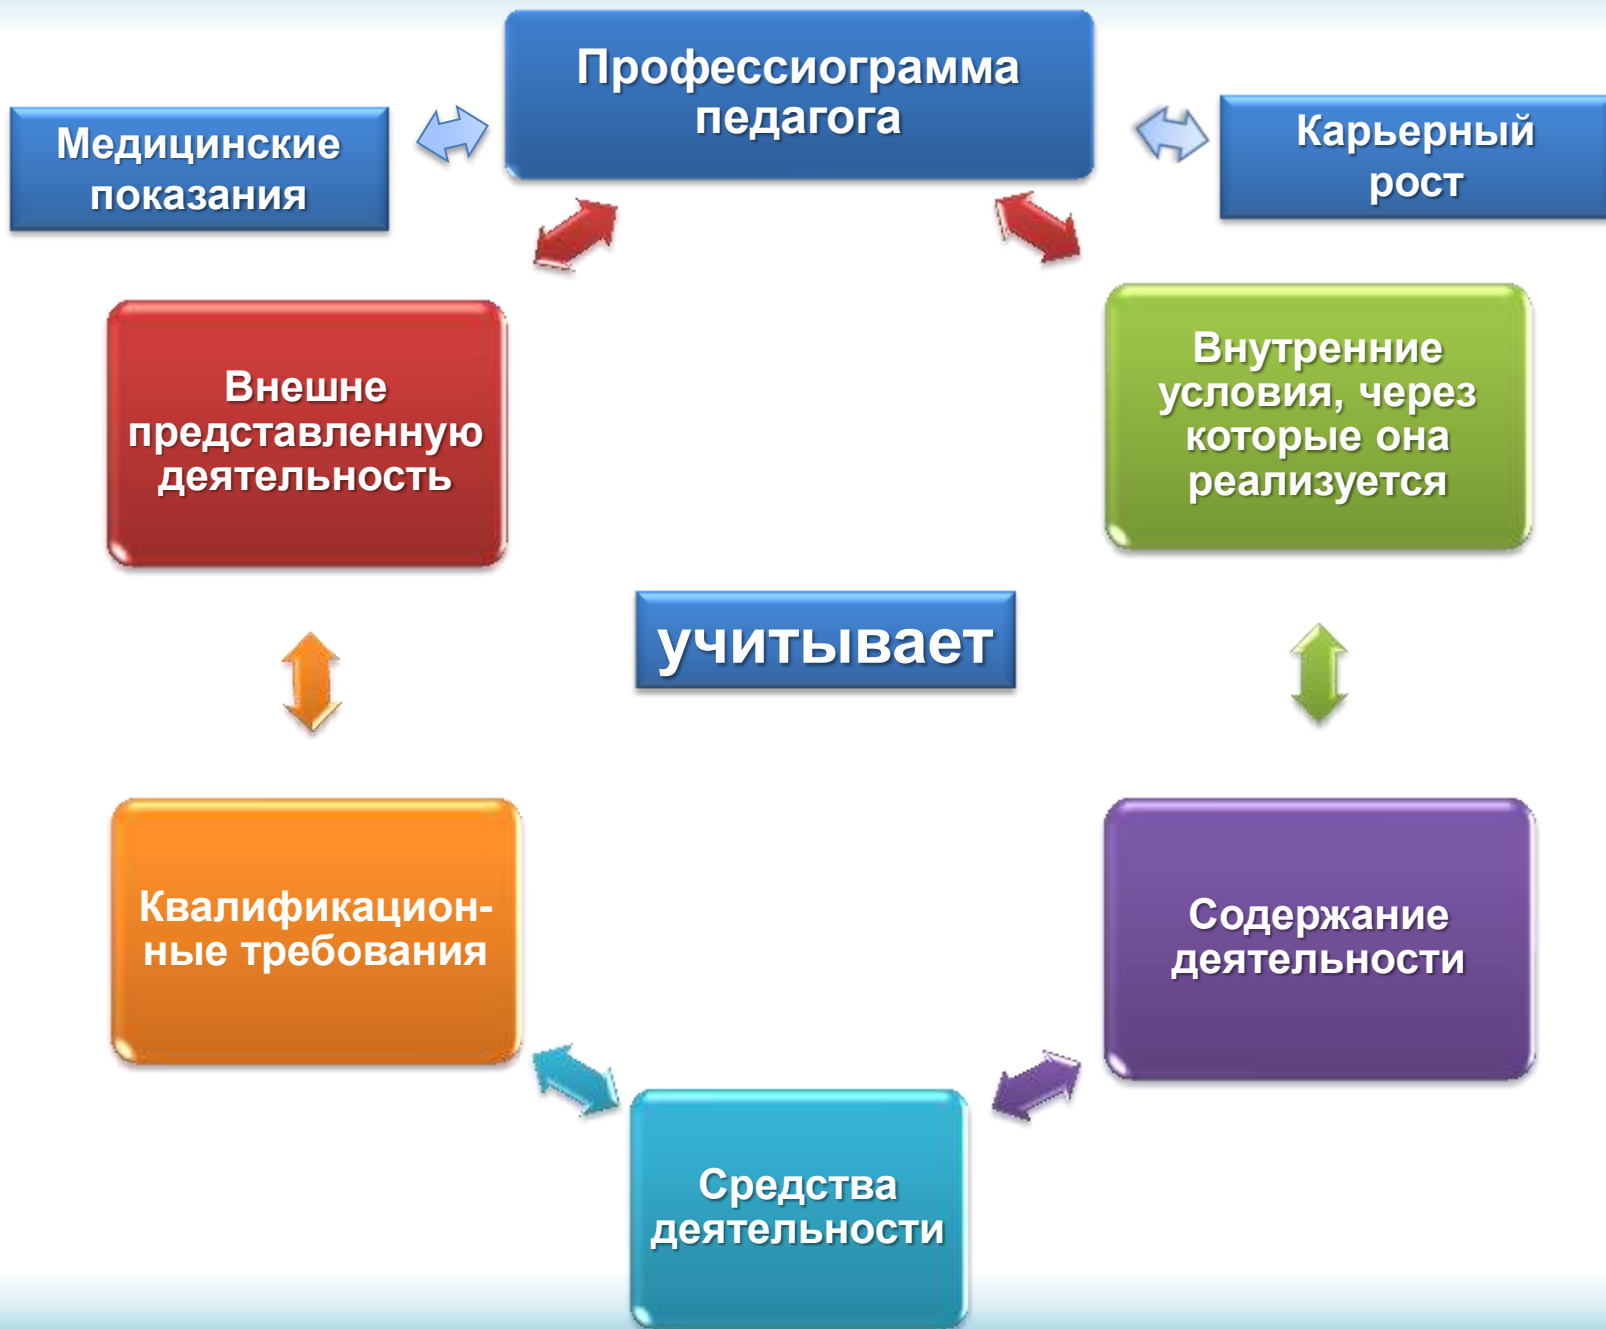 Профессиограмма
педагога
Медицинские
показания
Карьерный
рост
Внешне
представленную
деятельность
Внутренние
условия, через
которые она
реализуется
учитывает
Квалификацион-
ные требования
Содержание
деятельности
Средства
деятельности